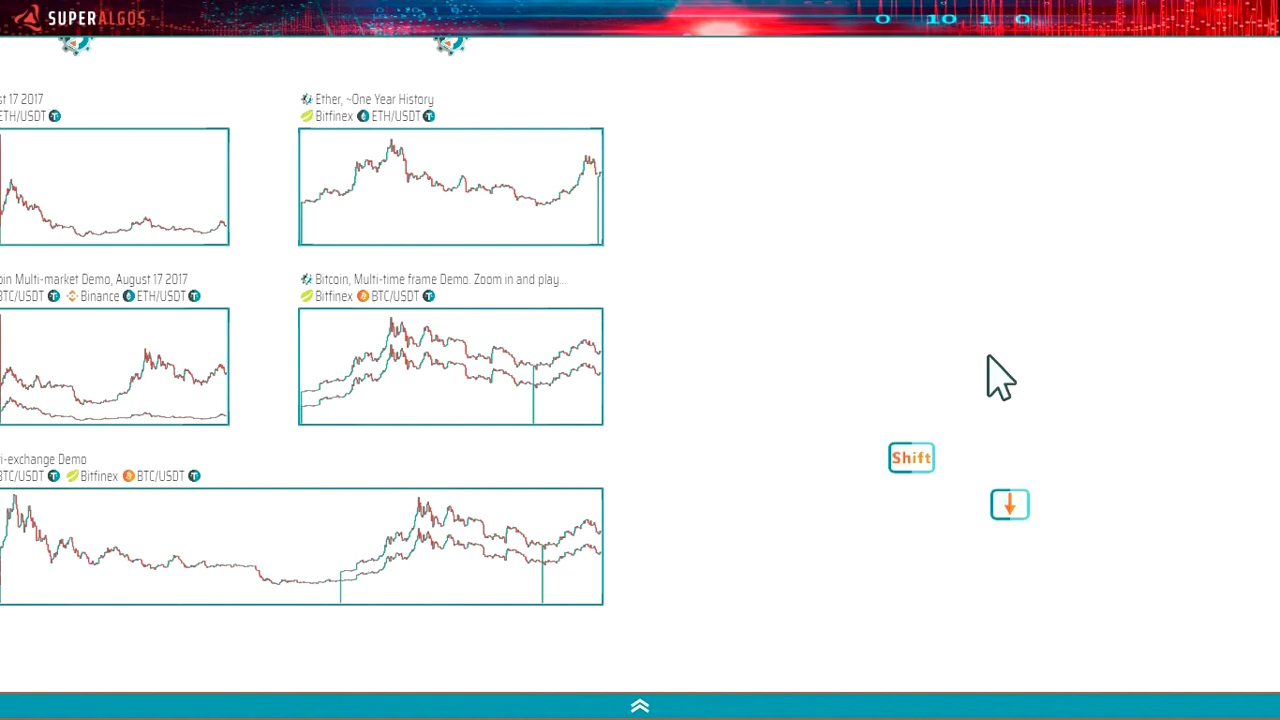 SUPERALGOS
0 10 1 0
st 17 2017
ETH/USDT
Ether, ~One Year History
Bitfinex ETH/USDT
oin Multi-market Demo, August 17 2017
BTC/USDT Binance ETH/USDT
Bitcoin, Multi-time frame Demo. Zoom in and play...
Bitfinex BTC/USDT
i-exchange Demo
BTC/USDT Bitfinex BTC/USDT
Shift